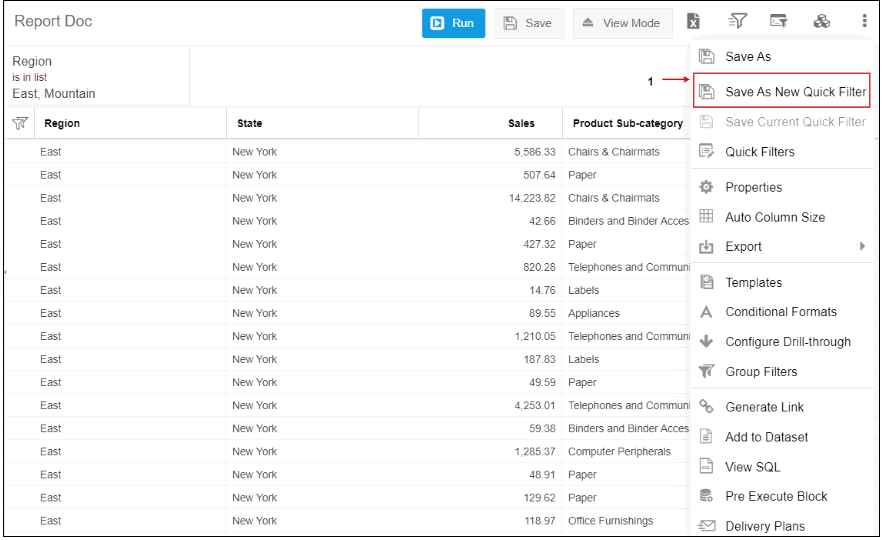 Report Doc Run Save View Mode
Region
is in list
East, Mountain
Save As
1 Save As New Quick Filter
Save Current Quick Filter
Quick Filters
Properties
Auto Column Size
Export
Templates
Conditional Formats
Configure Drill-through
Group Filters
Generate Link
Add to Dataset
View SQL
Pre Execute Block
Delivery Plans
Region State Sales Product Sub-category
East New York 5,586.33 Chairs & Chairmats
East New York 507.64 Paper
East New York 14,223.82 Chairs & Chairmats
East New York 42.66 Binders and Binder Acces
East New York 427.32 Paper
East New York 820.28 Telephones and Communi
East New York 14.76 Labels
East New York 89.55 Appliances
East New York 1,210.05 Telephones and Communi
East New York 187.83 Labels
East New York 49.59 Paper
East New York 4,253.01 Telephones and Communi
East New York 59.38 Binders and Binder Acces
East New York 1,285.37 Computer Peripherals
East New York 48.91 Paper
East New York 129.62 Paper
East New York 118.97 Office Furnishings